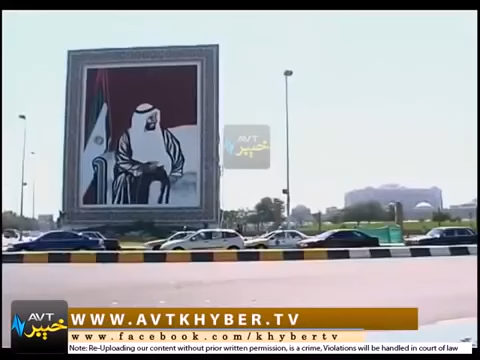 AVT
خیبر
AVT
خیبر
WWW.AVTKHYBER.TV
www.facebook.com/khybertv
Note: Re-Uploading our content without prior written permission, is a crime, Violations will be handled in court of law